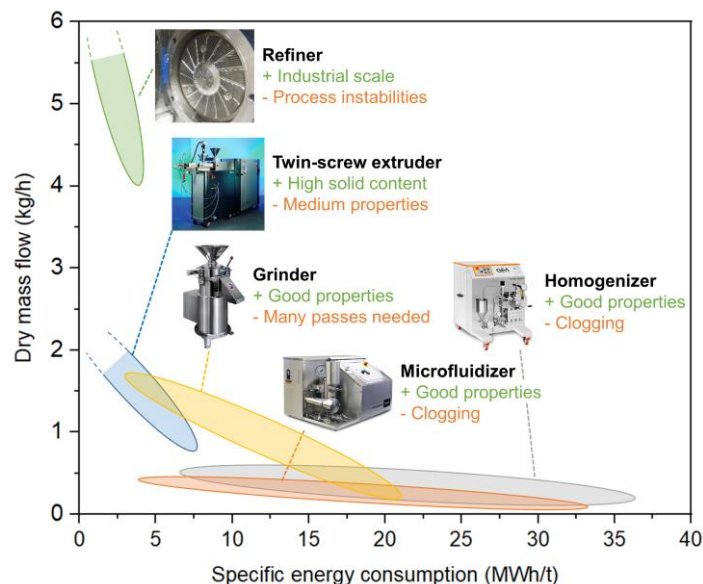 6
5
4
3
2
1
0
Dry mass flow (kg/h)
Refiner
+ Industrial scale
- Process instabilities
Twin-screw extruder
+ High solid content
- Medium properties
Grinder
+ Good properties
- Many passes needed
Homogenizer
+ Good properties
- Clogging
Microfluidizer
+ Good properties
- Clogging
0 5 10 15 20 25 30 35 40
Specific energy consumption (MWh/t)